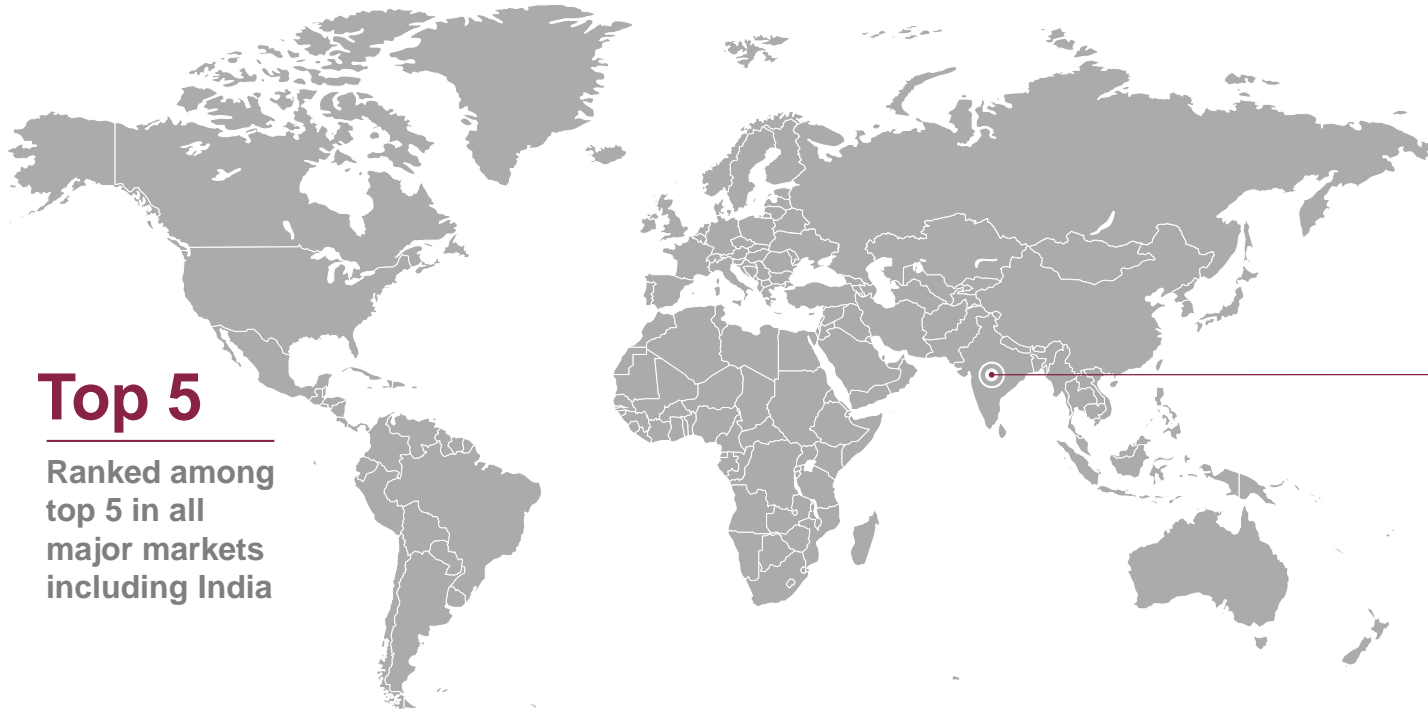 Top 5
Ranked among
top 5 in all
major markets
including India